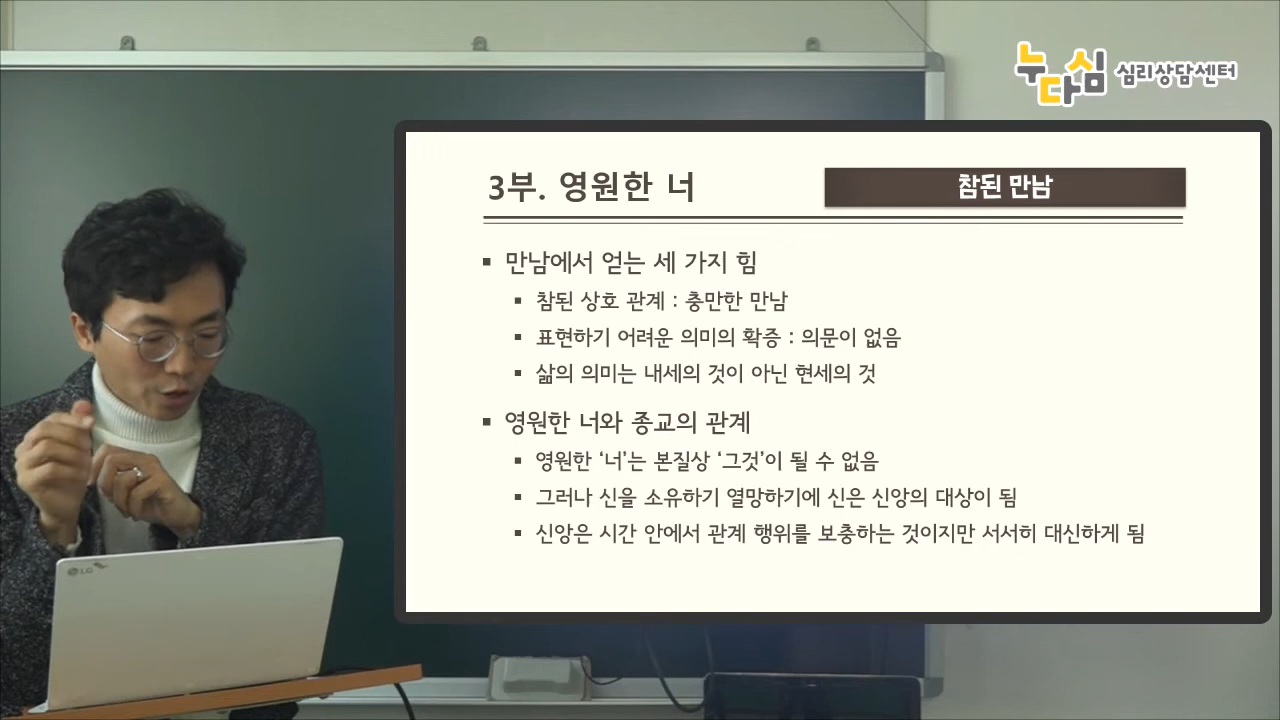 누다심 심리상담센터
3부. 영원한 너
참된 만남
▪ 만남에서 얻는 세 가지 힘
▪ 참된 상호 관계 : 충만한 만남
▪ 표현하기 어려운 의미의 확증 : 의문이 없음
▪ 삶의 의미는 내세의 것이 아닌 현세의 것
▪ 영원한 너와 종교의 관계
▪ 영원한 ‘너’는 본질상 ‘그것’이 될 수 없음
▪ 그러나 신을 소유하기 열망하기에 신은 신앙의 대상이 됨
▪ 신앙은 시간 안에서 관계 행위를 보충하는 것이지만 서서히 대신하게 됨
LG